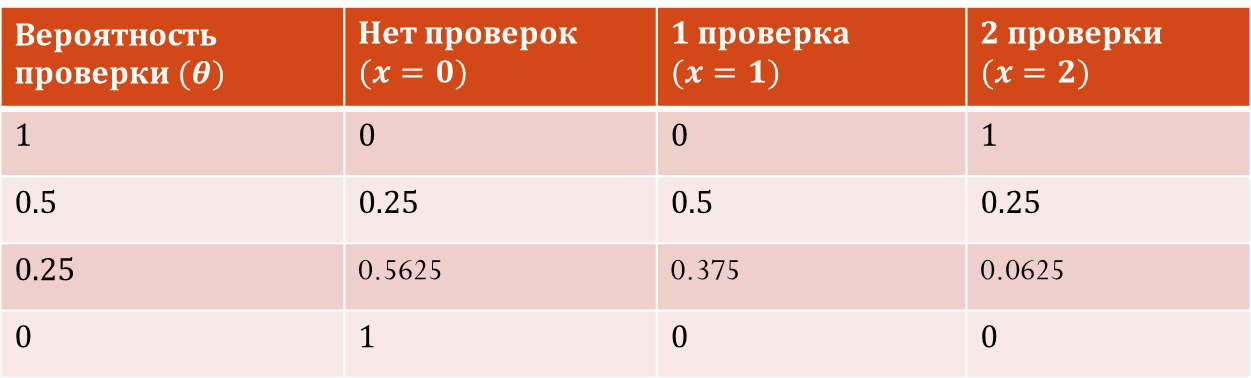 Вероятность проверки (θ) Нет проверок (x = 0) 1 проверка (x = 1) 2 проверки (x = 2)
1 0 0 1
0.5 0.25 0.5 0.25
0.25 0.5625 0.375 0.0625
0 1 0 0